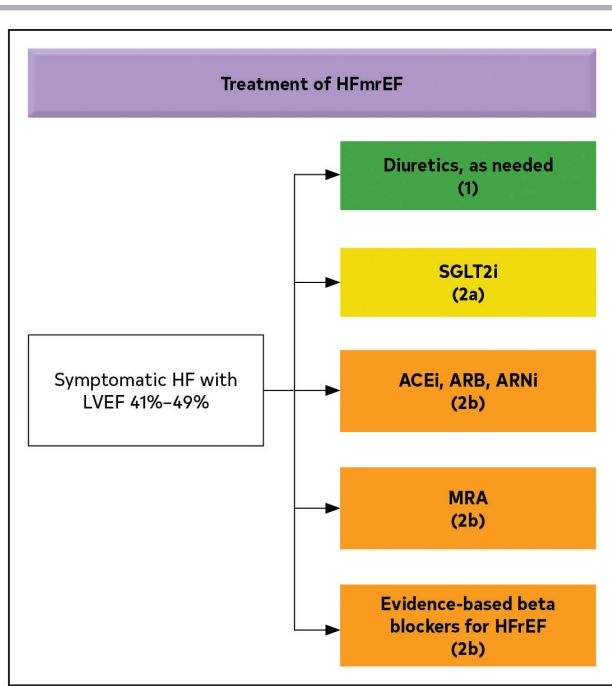 Treatment of HFmrEF
Diuretics, as needed
(1)
SGLT2i
(2a)
Symptomatic HF with
LVEF 41%–49%
ACEi, ARB, ARNi
(2b)
MRA
(2b)
Evidence-based beta
blockers for HFrEF
(2b)